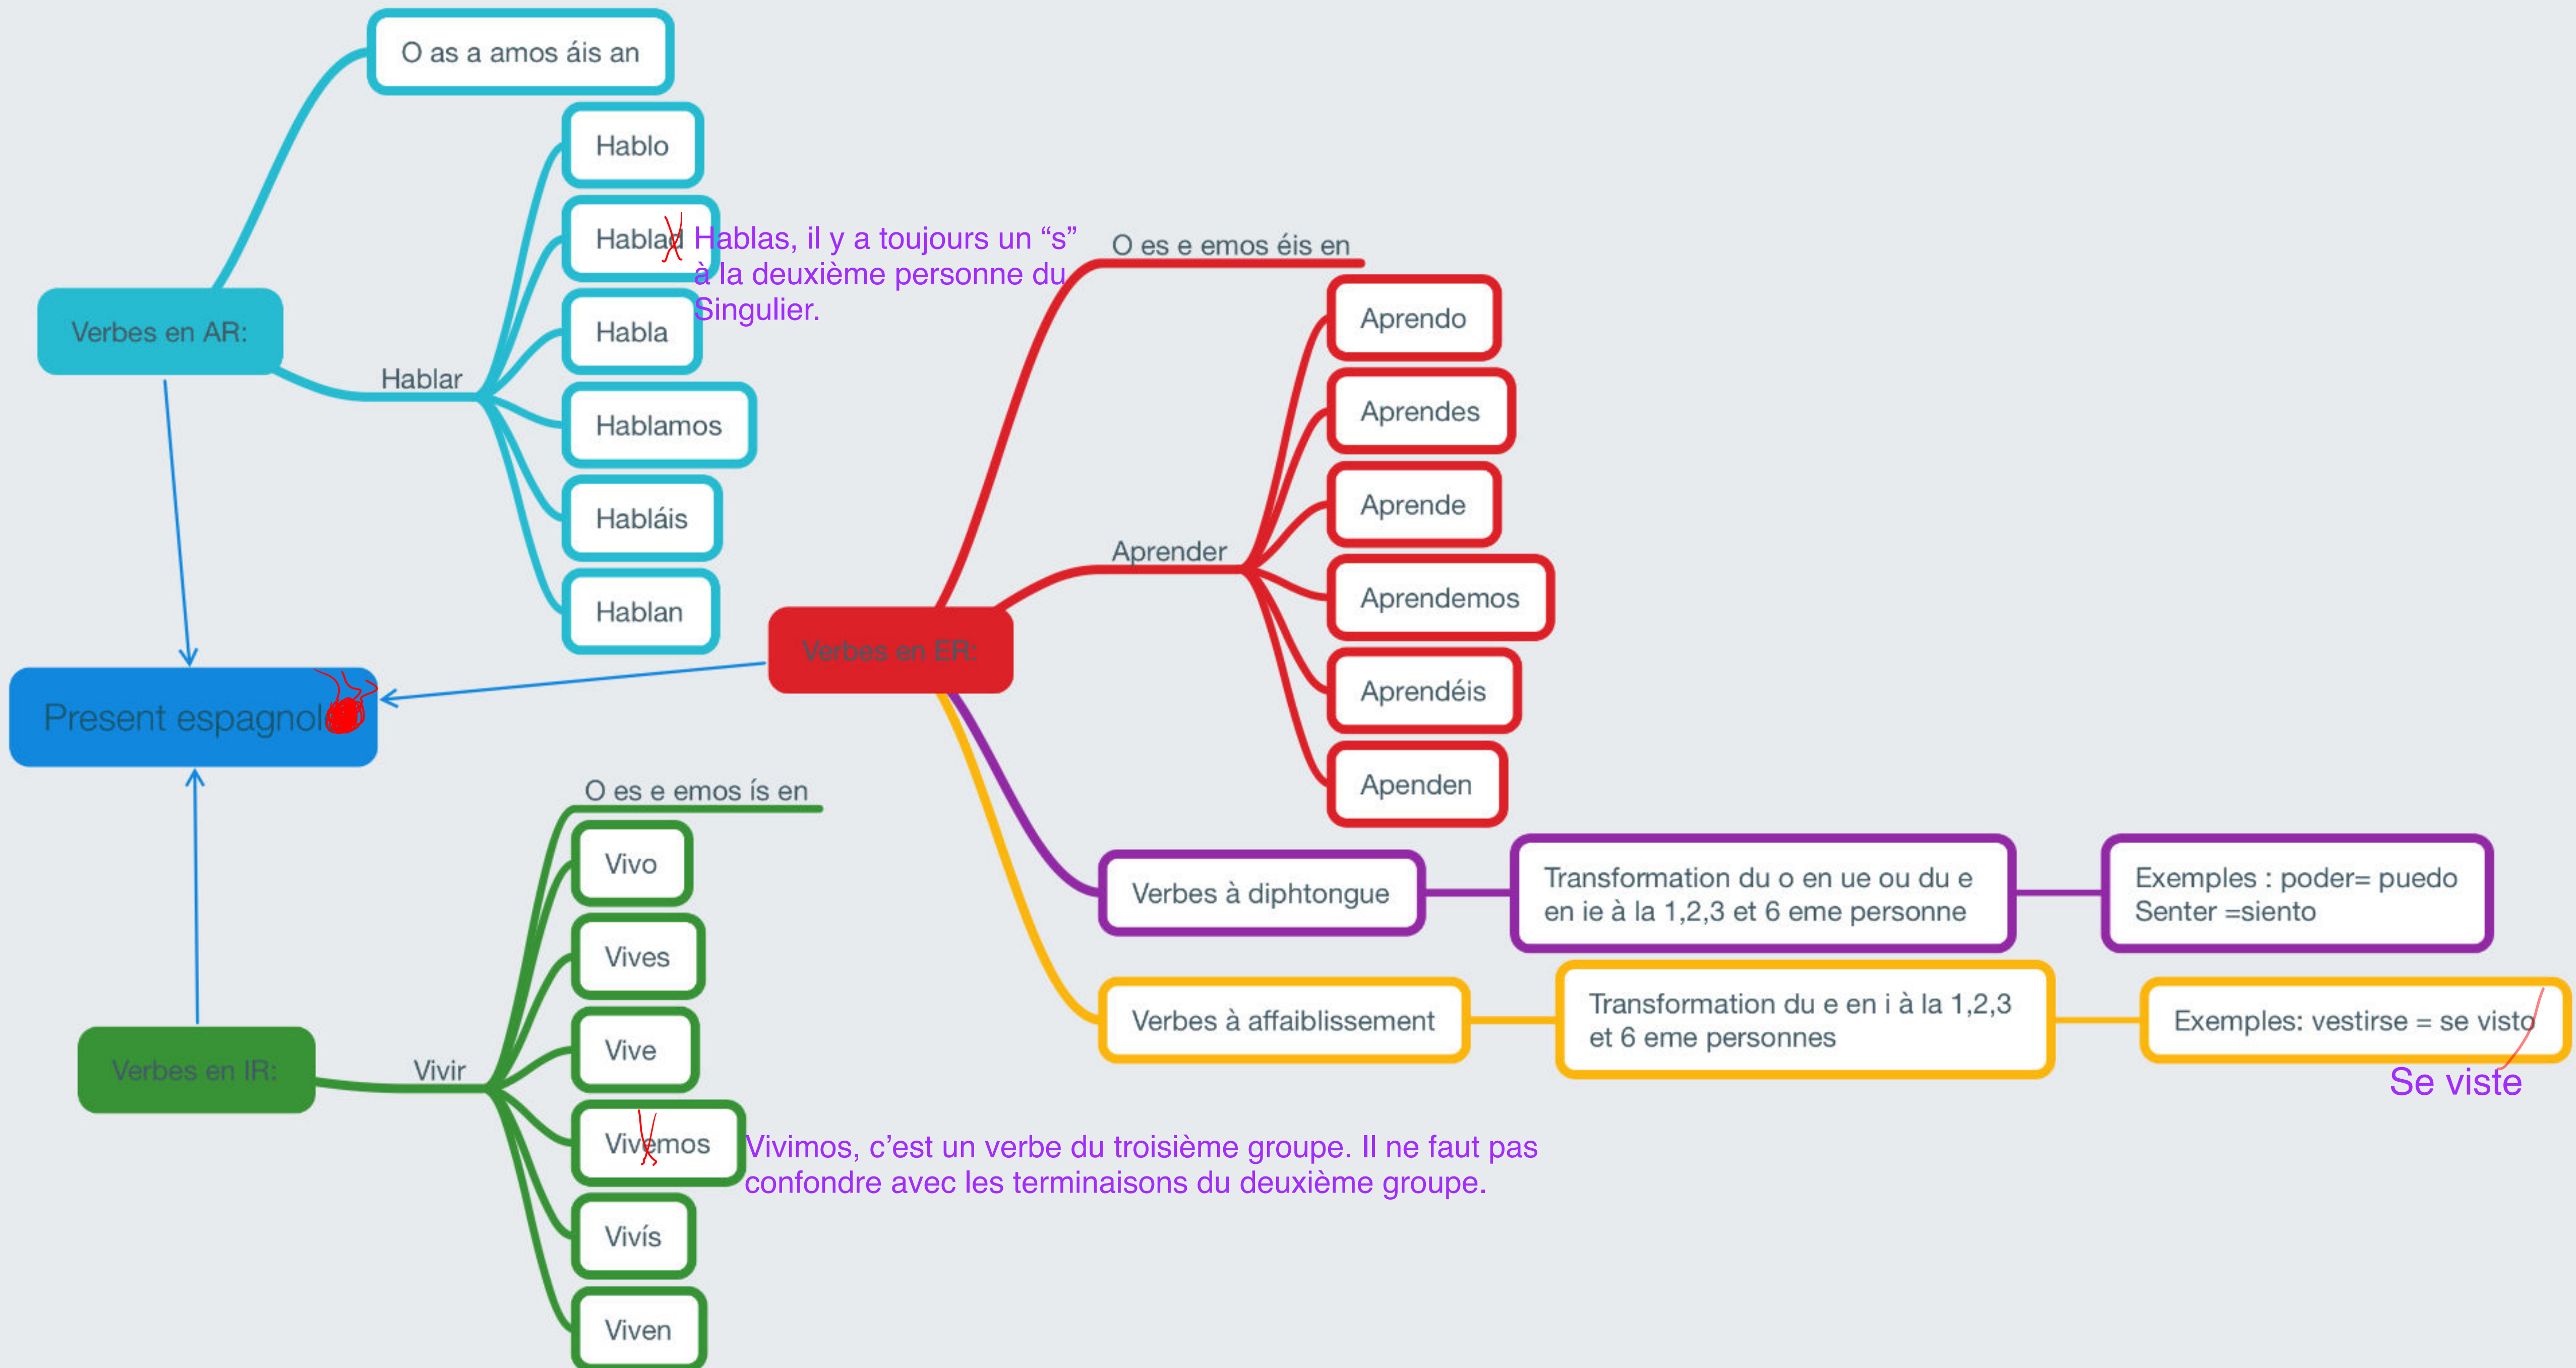 O as a amos áis an
Hablo
Hablad
Hablas, il y a toujours un “s”
à la deuxième personne du
Singulier.
Habla
Verbes en AR:
Hablar
Hablamos
Habláis
Hablan
Present espagnol
O es e emos éis en
Aprendo
Aprendes
Aprende
Aprender
Aprendemos
Verbes en ER:
Aprendéis
Apenden
Verbes à diphtongue
Transformation du o en ue ou du e
en ie à la 1,2,3 et 6 eme personne
Exemples : poder= puedo
Senter =siento
Verbes à affaiblissement
Transformation du e en i à la 1,2,3
et 6 eme personnes
Exemples: vestirse = se visto
Se viste
O es e emos ís en
Vivo
Vives
Vive
Verbes en IR:
Vivir
Vivemos
Vivimos, c’est un verbe du troisième groupe. Il ne faut pas
confondre avec les terminaisons du deuxième groupe.
Vivís
Viven